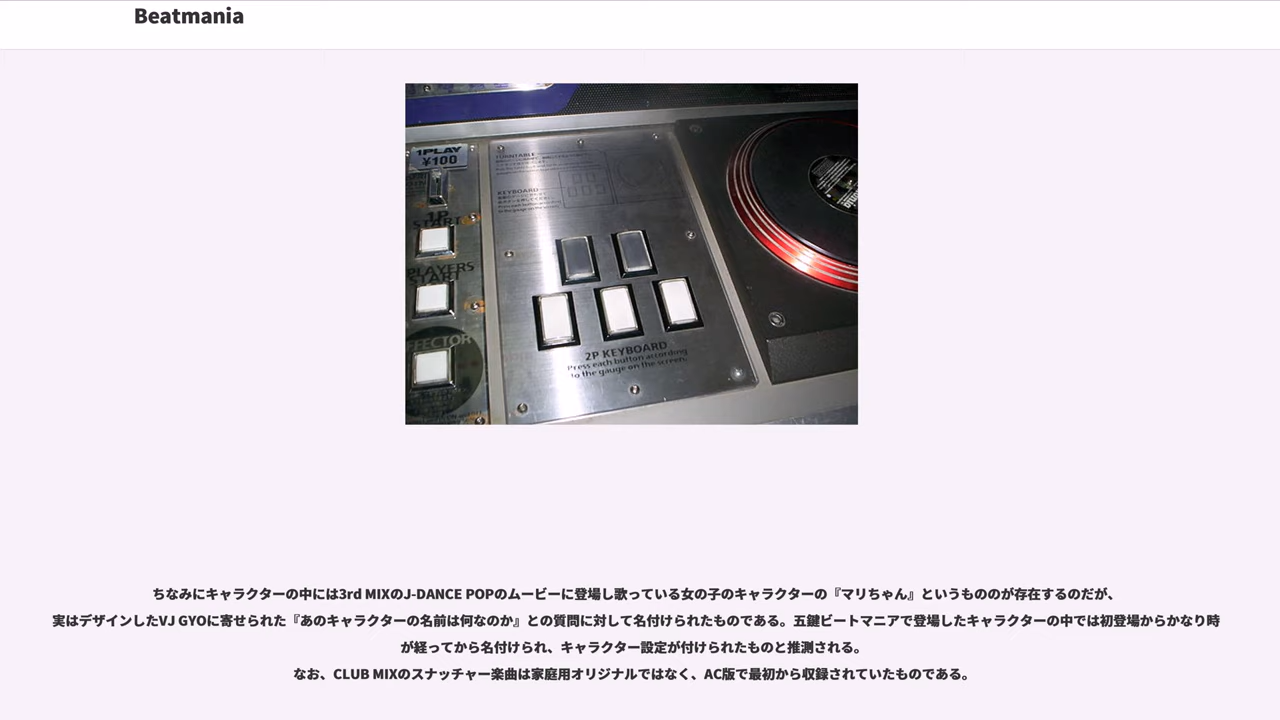 Beatmania
1PLAY
¥100
TURNTABLE
KEYBOARD
1P
START
PLAYERS
START
2P KEYBOARD
Press each button according
to the gauge on the screen.
ちなみにキャラクターの中には3rd MIXのJ-DANCE POPのムービーに登場し歌っている女の子のキャラクターの『マリちゃん』というもののが存在するのだが、
実はデザインしたVJ GYOに寄せられた『あのキャラクターの名前は何なのか』との質問に対して名付けられたものである。五鍵ビートマニアで登場したキャラクターの中では初登場からかなり時
が経ってから名付けられ、キャラクター設定が付けられたものと推測される。
なお、CLUB MIXのスナッチャー楽曲は家庭用オリジナルではなく、AC版で最初から収録されていたものである。